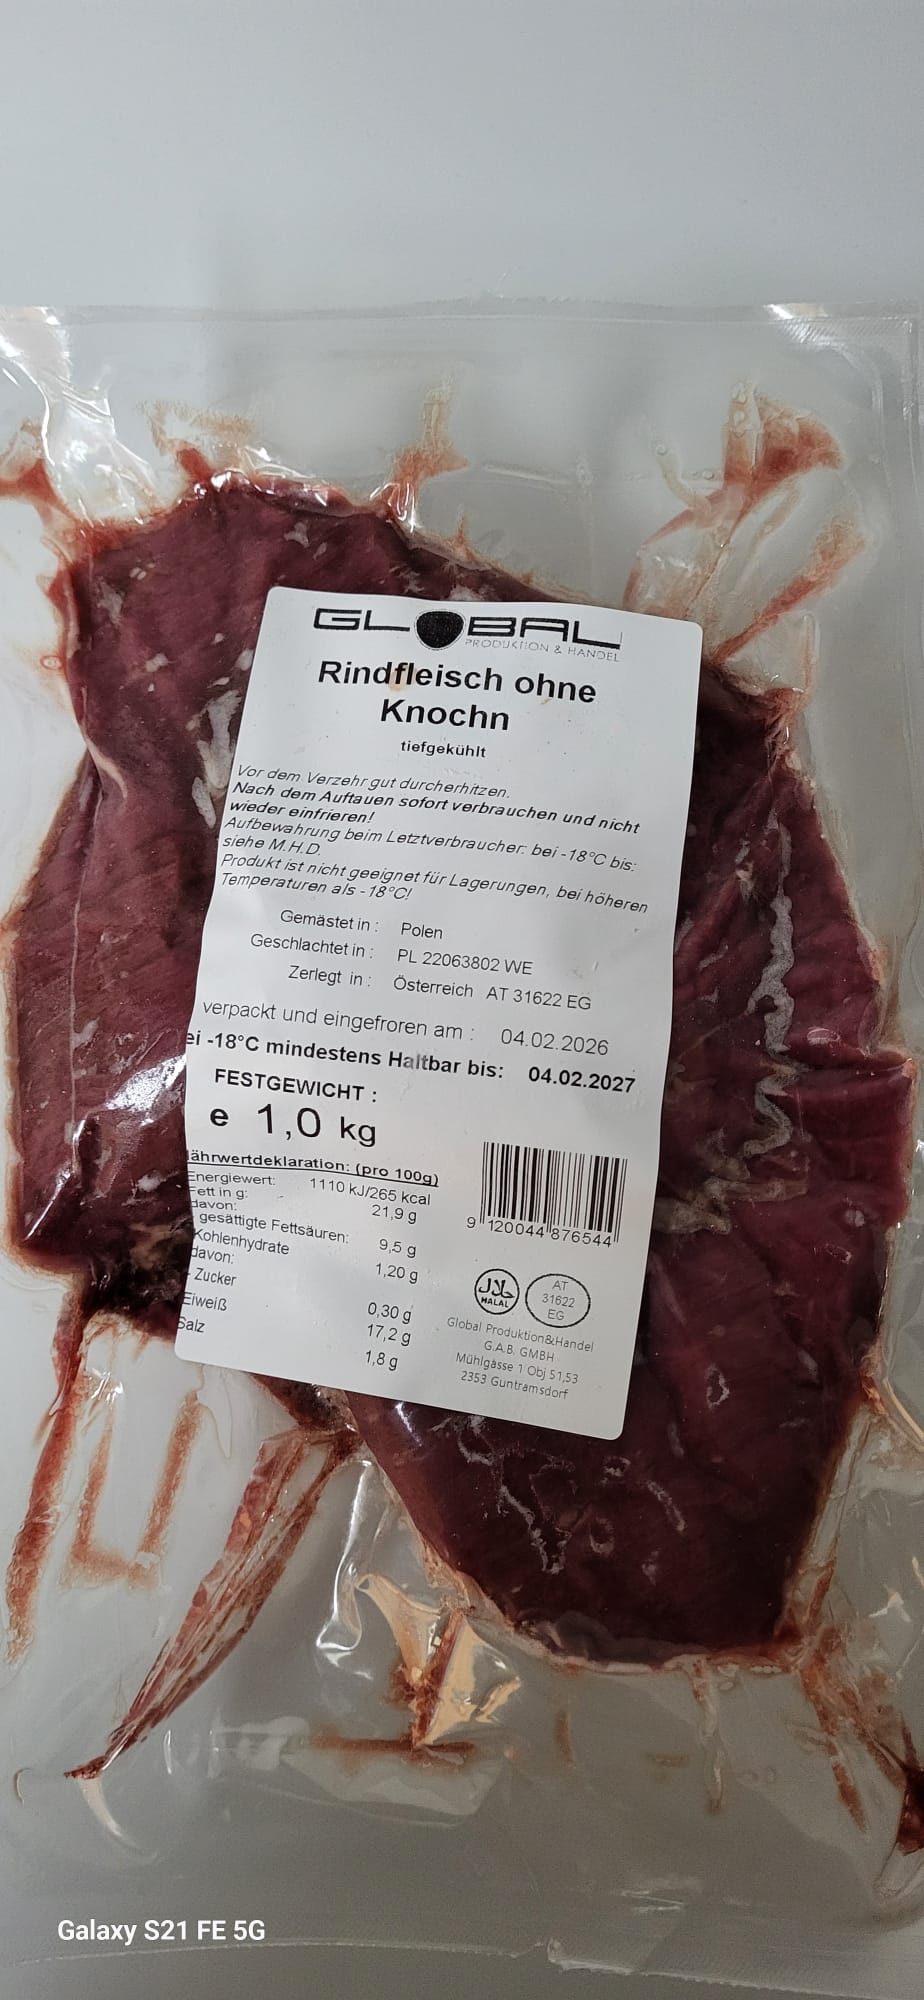 GLOBAL
PRODUKTION & HANDEL
Rindfleisch ohne
Knochn
tiefgekühlt
Vor dem Verzehr gut durcherhitzen.
Nach dem Auftauen sofort verbrauchen und nicht
wieder einfrieren!
Aufbewahrung beim Letztverbraucher: bei -18°C bis:
siehe M.H.D.
Produkt ist nicht geeignet für Lagerungen, bei höheren
Temperaturen als -18°C!
Gemästet in : Polen
Geschlachtet in : PL 22063802 WE
Zerlegt in : Österreich AT 31622 EG
verpackt und eingefroren am : 04.02.2026
ei -18°C mindestens Haltbar bis: 04.02.2027
FESTGEWICHT :
e 1,0 kg
ährwertdeklaration: (pro 100g)
Energiewert: 1110 kJ/265 kcal
Fett in g: 21,9 g
davon:
gesättigte Fettsäuren: 9,5 g
Kohlenhydrate 1,20 g
davon:
- Zucker 0,30 g
Eiweiß 17,2 g
Salz 1,8 g
9 120044 876544
حلال
HALAL
AT
31622
EG
Global Produktion&Handel
G.A.B. GMBH
Mühlgasse 1 Obj 51,53
2353 Guntramsdorf
Galaxy S21 FE 5G